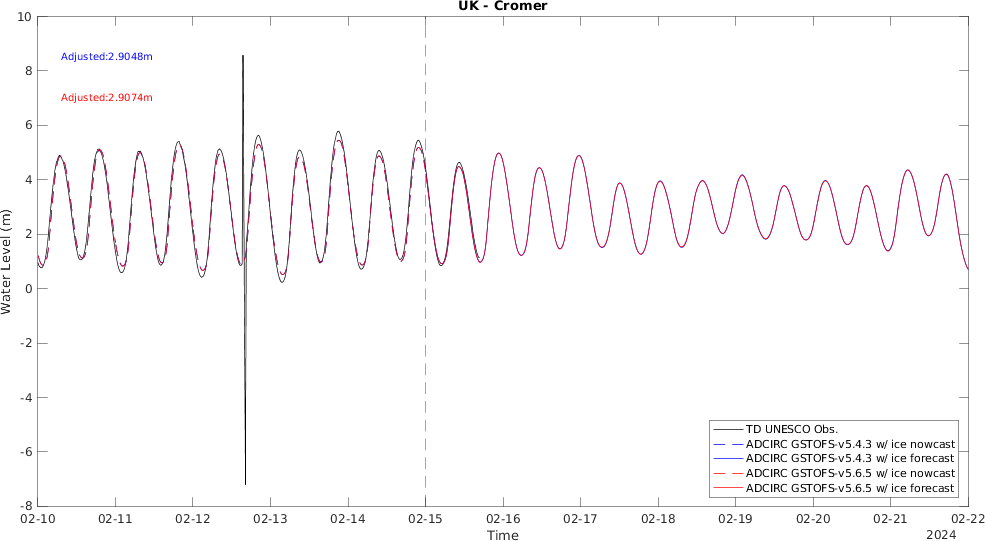 UK - Cromer
10
8
6
4
2
0
-2
-4
-6
-8
Water Level (m)
Adjusted:2.9048m
Adjusted:2.9074m
TD UNESCO Obs.
ADCIRC GSTOFS-v5.4.3 w/ ice nowcast
ADCIRC GSTOFS-v5.4.3 w/ ice forecast
ADCIRC GSTOFS-v5.6.5 w/ ice nowcast
ADCIRC GSTOFS-v5.6.5 w/ ice forecast
02-10 02-11 02-12 02-13 02-14 02-15 02-16 02-17 02-18 02-19 02-20 02-21 02-22
Time
2024